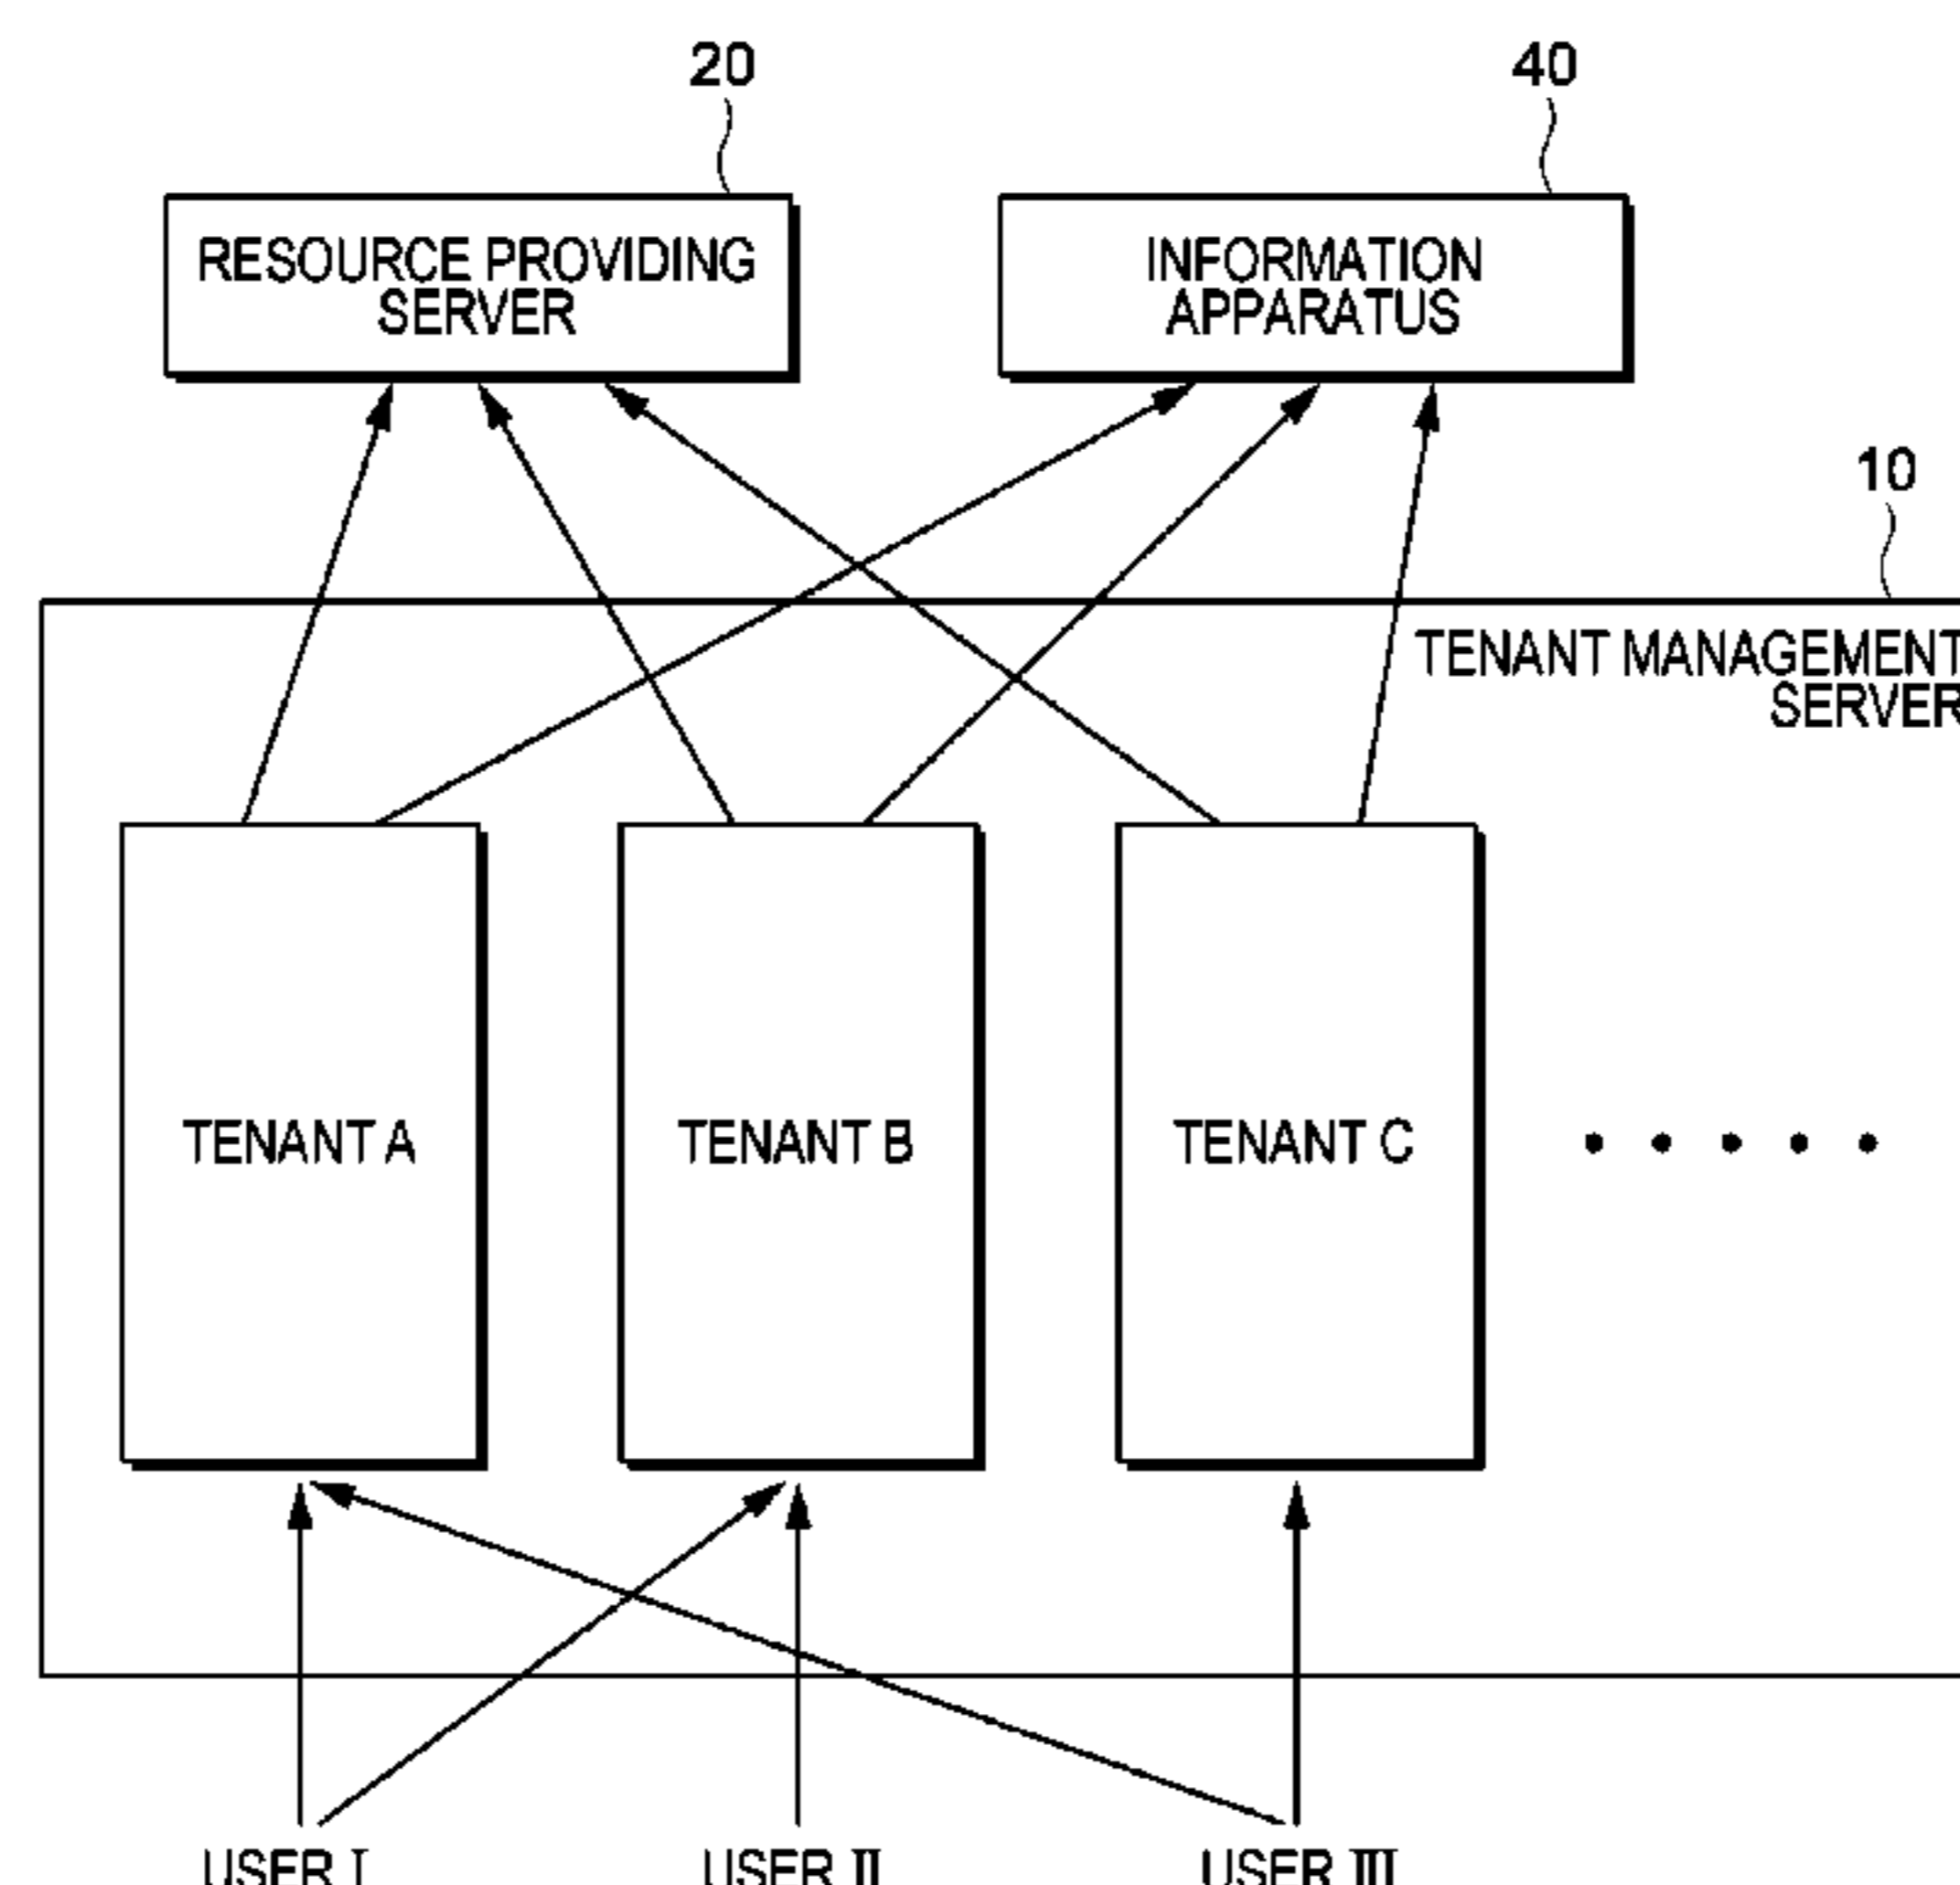 20
40
RESOURCE PROVIDING
SERVER
INFORMATION
APPARATUS
10
TENANT MANAGEMENT
SERVER
TENANT A
TENANT B
TENANT C
USER I
USER II
USER III